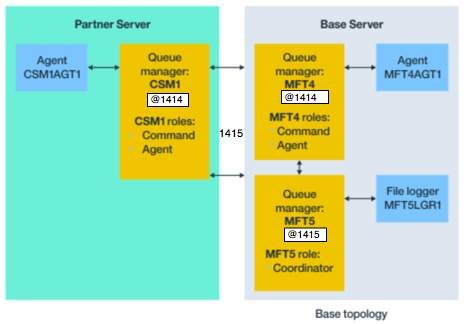 Partner Server
Base Server
Agent
CSM1AGT1
Queue
manager:
CSM1
@1414
CSM1 roles:
Command
Agent
1415
Queue
manager:
MFT4
@1414
MFT4 roles:
Command
Agent
Agent
MFT4AGT1
Queue
manager:
MFT5
@1415
MFT5 role:
Coordinator
File logger
MFT5LGR1
Base topology